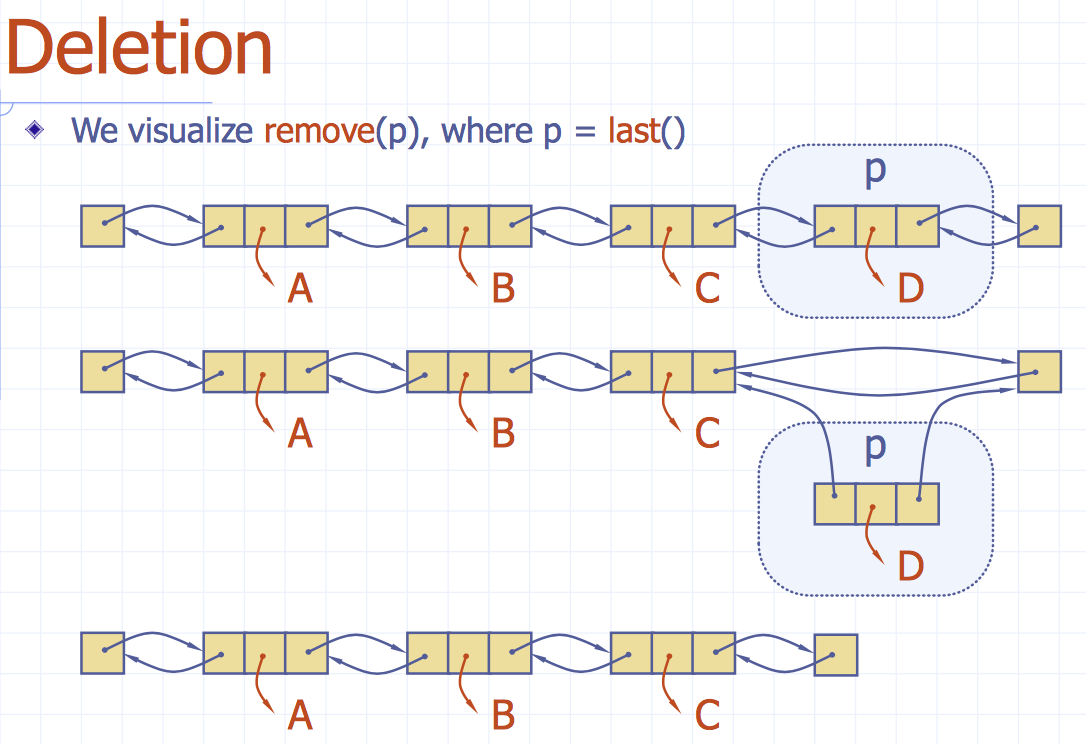 Deletion
We visualize remove(p), where p = last()
p
A B C D
A B C
p
D
A B C